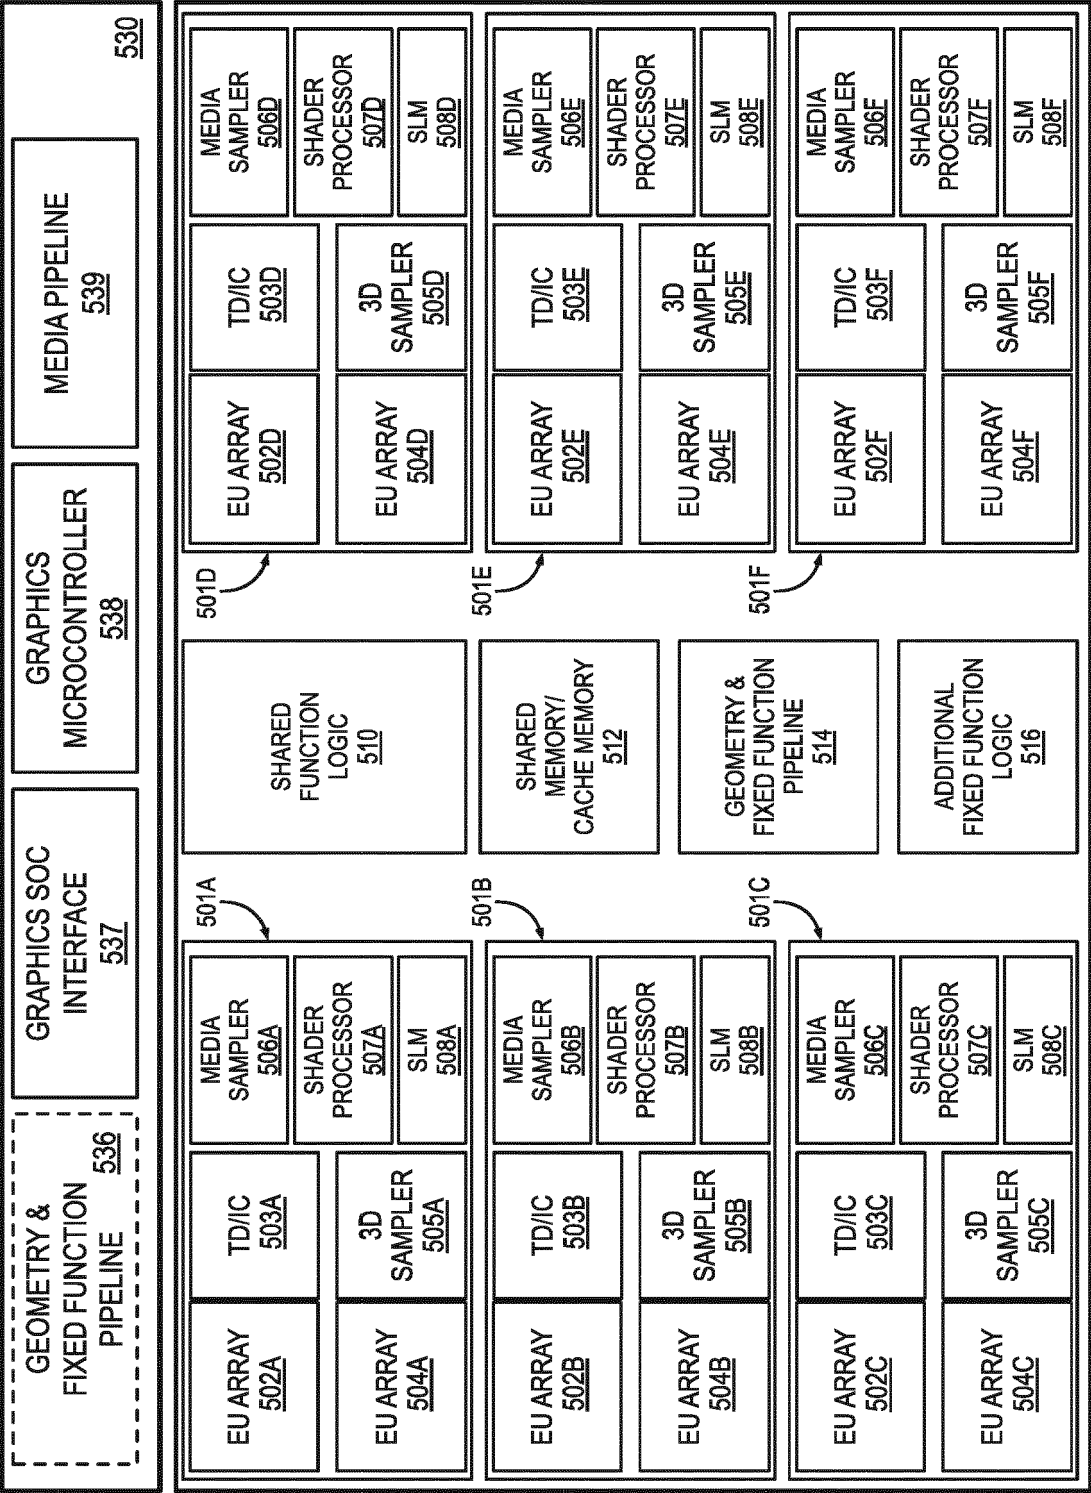 GEOMETRY &
FIXED FUNCTION
PIPELINE
536
GRAPHICS SOC
INTERFACE
537
GRAPHICS
MICROCONTROLLER
538
MEDIA PIPELINE
539
530
EU ARRAY
502A
TD/IC
503A
MEDIA
SAMPLER
506A
SHADER
PROCESSOR
507A
EU ARRAY
504A
3D
SAMPLER
505A
SLM
508A
501A
SHARED
FUNCTION
LOGIC
510
501D
EU ARRAY
502D
TD/IC
503D
MEDIA
SAMPLER
506D
SHADER
PROCESSOR
507D
EU ARRAY
504D
3D
SAMPLER
505D
SLM
508D
EU ARRAY
502B
TD/IC
503B
MEDIA
SAMPLER
506B
SHADER
PROCESSOR
507B
EU ARRAY
504B
3D
SAMPLER
505B
SLM
508B
501B
SHARED
MEMORY/
CACHE MEMORY
512
501E
EU ARRAY
502E
TD/IC
503E
MEDIA
SAMPLER
506E
SHADER
PROCESSOR
507E
EU ARRAY
504E
3D
SAMPLER
505E
SLM
508E
GEOMETRY &
FIXED FUNCTION
PIPELINE
514
EU ARRAY
502C
TD/IC
503C
MEDIA
SAMPLER
506C
SHADER
PROCESSOR
507C
EU ARRAY
504C
3D
SAMPLER
505C
SLM
508C
501C
ADDITIONAL
FIXED FUNCTION
LOGIC
516
501F
EU ARRAY
502F
TD/IC
503F
MEDIA
SAMPLER
506F
SHADER
PROCESSOR
507F
EU ARRAY
504F
3D
SAMPLER
505F
SLM
508F